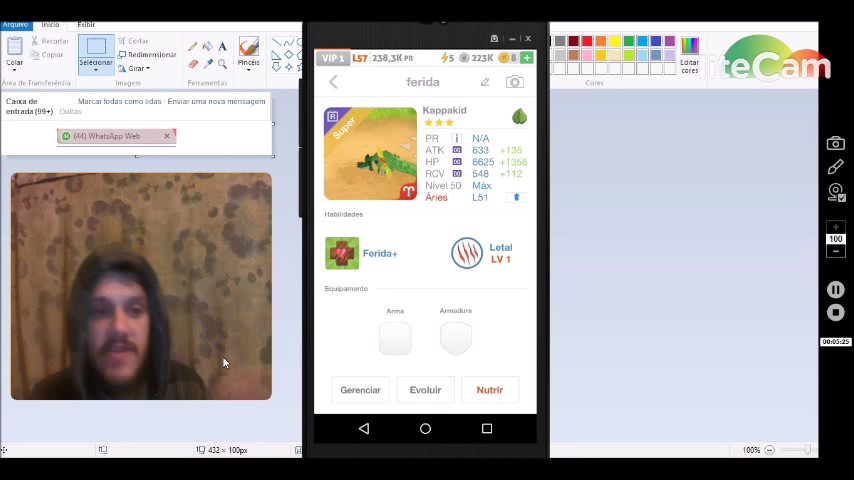 Arquivo Início Exibir
Colar
Recortar
Copiar
Área de Transferência
Selecionar
Cortar
Redimensionar
Girar
Imagem
Ferramentas
Pincéis
Cores
Editar cores
iteCam
Caixa de entrada (99+)
Marcar todas como lidas · Enviar uma nova mensagem
Outras
(44) WhatsApp Web
VIP 1 L57 238,3K PR 5 223K 8
ferida
R
Super
Kappakid
PR N/A
ATK 633 +135
HP 6625 +1358
RCV 548 +112
Nível 50 Máx
Áries L51
Habilidades
Ferida+
Letal
LV 1
Equipamento
Arma
Armadura
Gerenciar Evoluir Nutrir
100
00:05:25
432 × 100px
100%